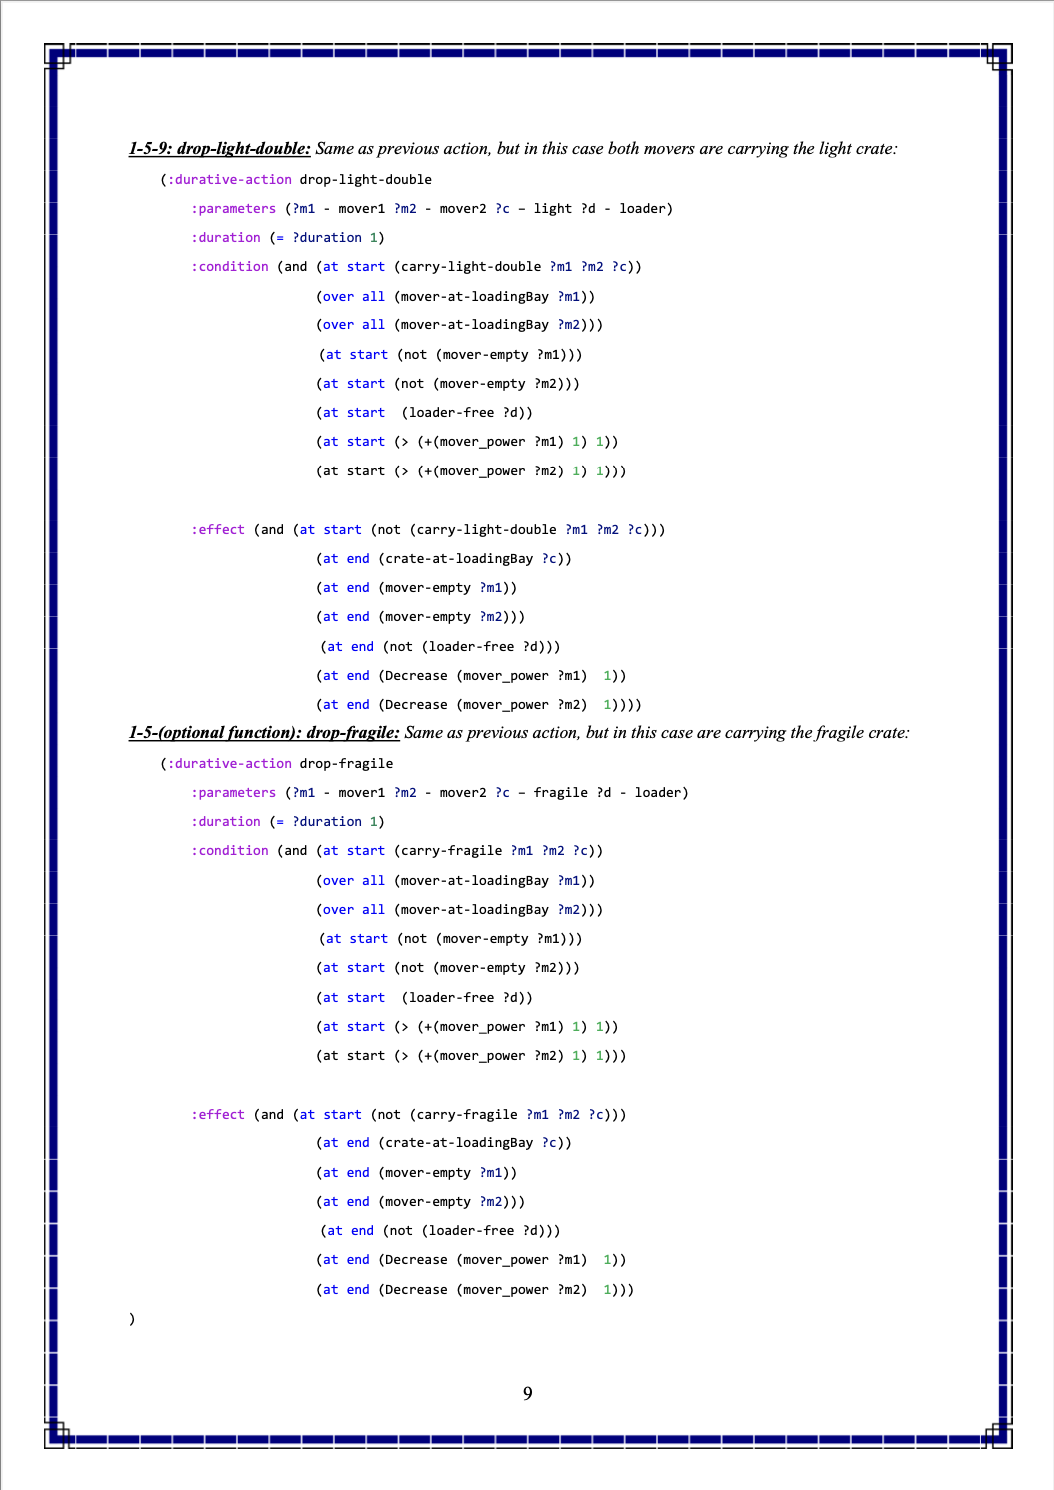 1-5-9: drop-light-double: Same as previous action, but in this case both movers are carrying the light crate:
(:durative-action drop-light-double
:parameters (?m1 - mover1 ?m2 - mover2 ?c – light ?d - loader)
:duration (= ?duration 1)
:condition (and (at start (carry-light-double ?m1 ?m2 ?c))
(over all (mover-at-loadingBay ?m1))
(over all (mover-at-loadingBay ?m2)))
(at start (not (mover-empty ?m1)))
(at start (not (mover-empty ?m2)))
(at start  (loader-free ?d))
(at start (> (+(mover_power ?m1) 1) 1))
(at start (> (+(mover_power ?m2) 1) 1)))
:effect (and (at start (not (carry-light-double ?m1 ?m2 ?c)))
(at end (crate-at-loadingBay ?c))
(at end (mover-empty ?m1))
(at end (mover-empty ?m2)))
(at end (not (loader-free ?d)))
(at end (Decrease (mover_power ?m1)  1))
(at end (Decrease (mover_power ?m2)  1))))
1-5-(optional function): drop-fragile: Same as previous action, but in this case are carrying the fragile crate:
(:durative-action drop-fragile
:parameters (?m1 - mover1 ?m2 - mover2 ?c – fragile ?d - loader)
:duration (= ?duration 1)
:condition (and (at start (carry-fragile ?m1 ?m2 ?c))
(over all (mover-at-loadingBay ?m1))
(over all (mover-at-loadingBay ?m2)))
(at start (not (mover-empty ?m1)))
(at start (not (mover-empty ?m2)))
(at start  (loader-free ?d))
(at start (> (+(mover_power ?m1) 1) 1))
(at start (> (+(mover_power ?m2) 1) 1)))
:effect (and (at start (not (carry-fragile ?m1 ?m2 ?c)))
(at end (crate-at-loadingBay ?c))
(at end (mover-empty ?m1))
(at end (mover-empty ?m2)))
(at end (not (loader-free ?d)))
(at end (Decrease (mover_power ?m1)  1))
(at end (Decrease (mover_power ?m2)  1)))
)
9